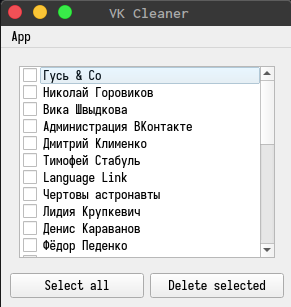 VK Cleaner
App
Гусь & Co
Николай Горовиков
Вика Швыдкова
Администрация ВКонтакте
Дмитрий Клименко
Тимофей Стабуль
Language Link
Чертовы астронавты
Лидия Крупкевич
Денис Караванов
Фёдор Педенко
Select all
Delete selected